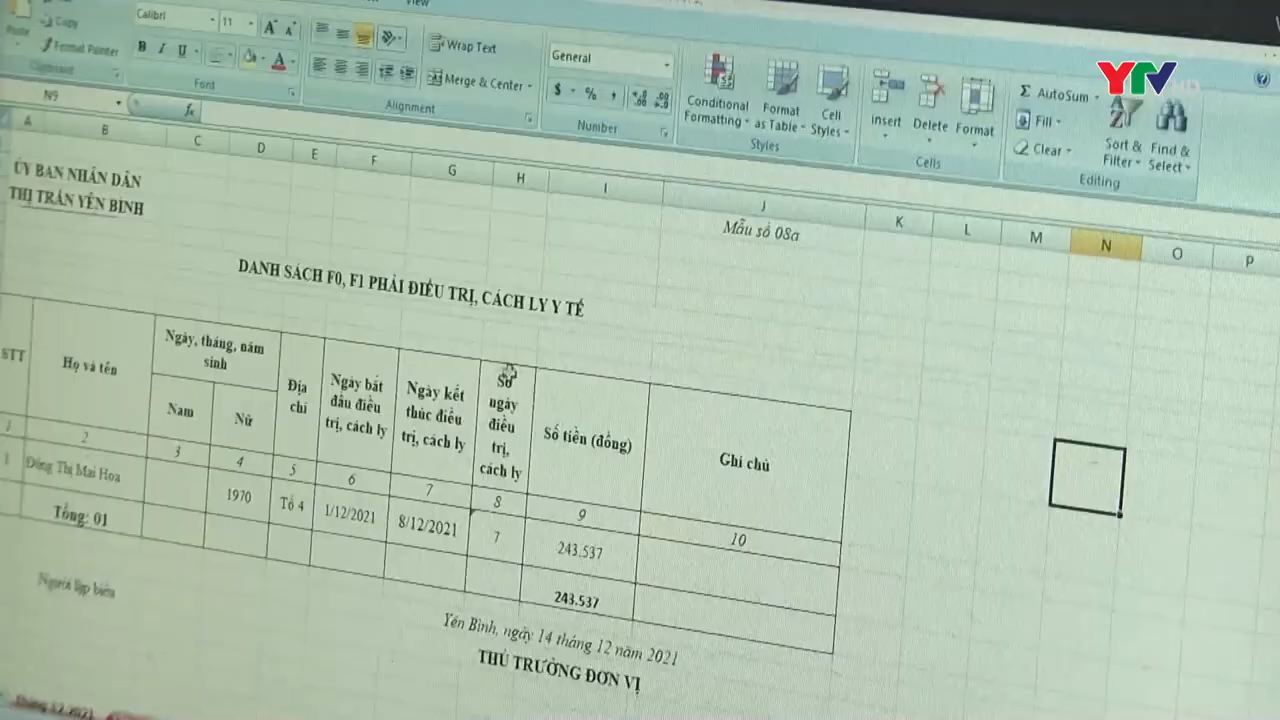 View
Copy
Format Painter
Clipboard
Calibri
11
A A
B I U
A
Font
Wrap Text
Merge & Center
Alignment
General
$ % ,
Number
Conditional Formatting
Format as Table
Cell Styles
Styles
Insert
Delete
Format
Cells
Σ AutoSum
Fill
Clear
Sort & Filter
Find & Select
Editing
YTV
N9
fx
A B C D E F G H I J K L M N O P
ỦY BAN NHÂN DÂN
THỊ TRẤN YÊN BÌNH
Mẫu số 08a
DANH SÁCH F0, F1 PHẢI ĐIỀU TRỊ, CÁCH LY Y TẾ
STT
Họ và tên
Ngày, tháng, năm sinh
Nam
Nữ
Địa chỉ
Ngày bắt đầu điều trị, cách ly
Ngày kết thúc điều trị, cách ly
Số ngày điều trị, cách ly
Số tiền (đồng)
Ghi chú
1 2 3 4 5 6 7 8 9 10
1 Đồng Thị Mai Hoa 1970 Tổ 4 1/12/2021 8/12/2021 7 243.537
Tổng: 01 243.537
Yên Bình, ngày 14 tháng 12 năm 2021
Người lập biểu
THỦ TRƯỞNG ĐƠN VỊ